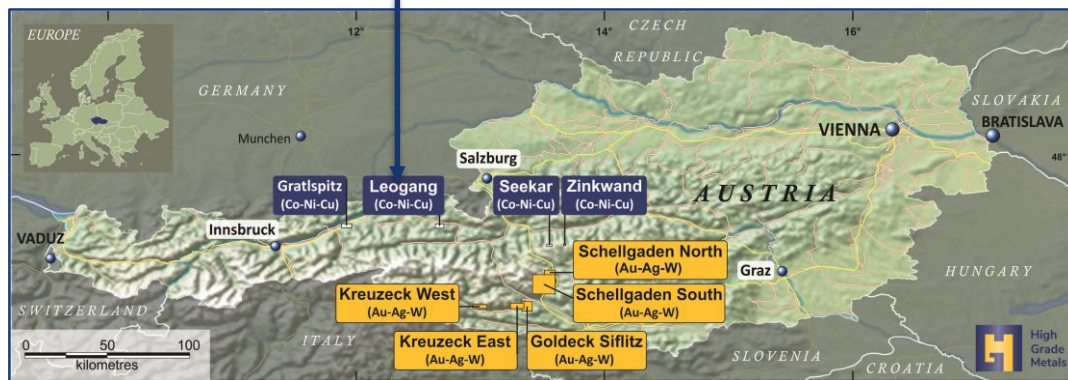 EUROPE
12°
14°
16°
48°
CZECH
REPUBLIC
GERMANY
SLOVAKIA
Munchen
VIENNA
BRATISLAVA
Salzburg
AUSTRIA
Gratlspitz
(Co-Ni-Cu)
Leogang
(Co-Ni-Cu)
Seekar
(Co-Ni-Cu)
Zinkwand
(Co-Ni-Cu)
VADUZ
Innsbruck
Schellgaden North
(Au-Ag-W)
Graz
HUNGARY
Kreuzeck West
(Au-Ag-W)
Schellgaden South
(Au-Ag-W)
SWITZERLAND
ITALY
Kreuzeck East
(Au-Ag-W)
Goldeck Siflitz
(Au-Ag-W)
SLOVENIA
CROATIA
0 50 100
kilometres
High
Grade
Metals